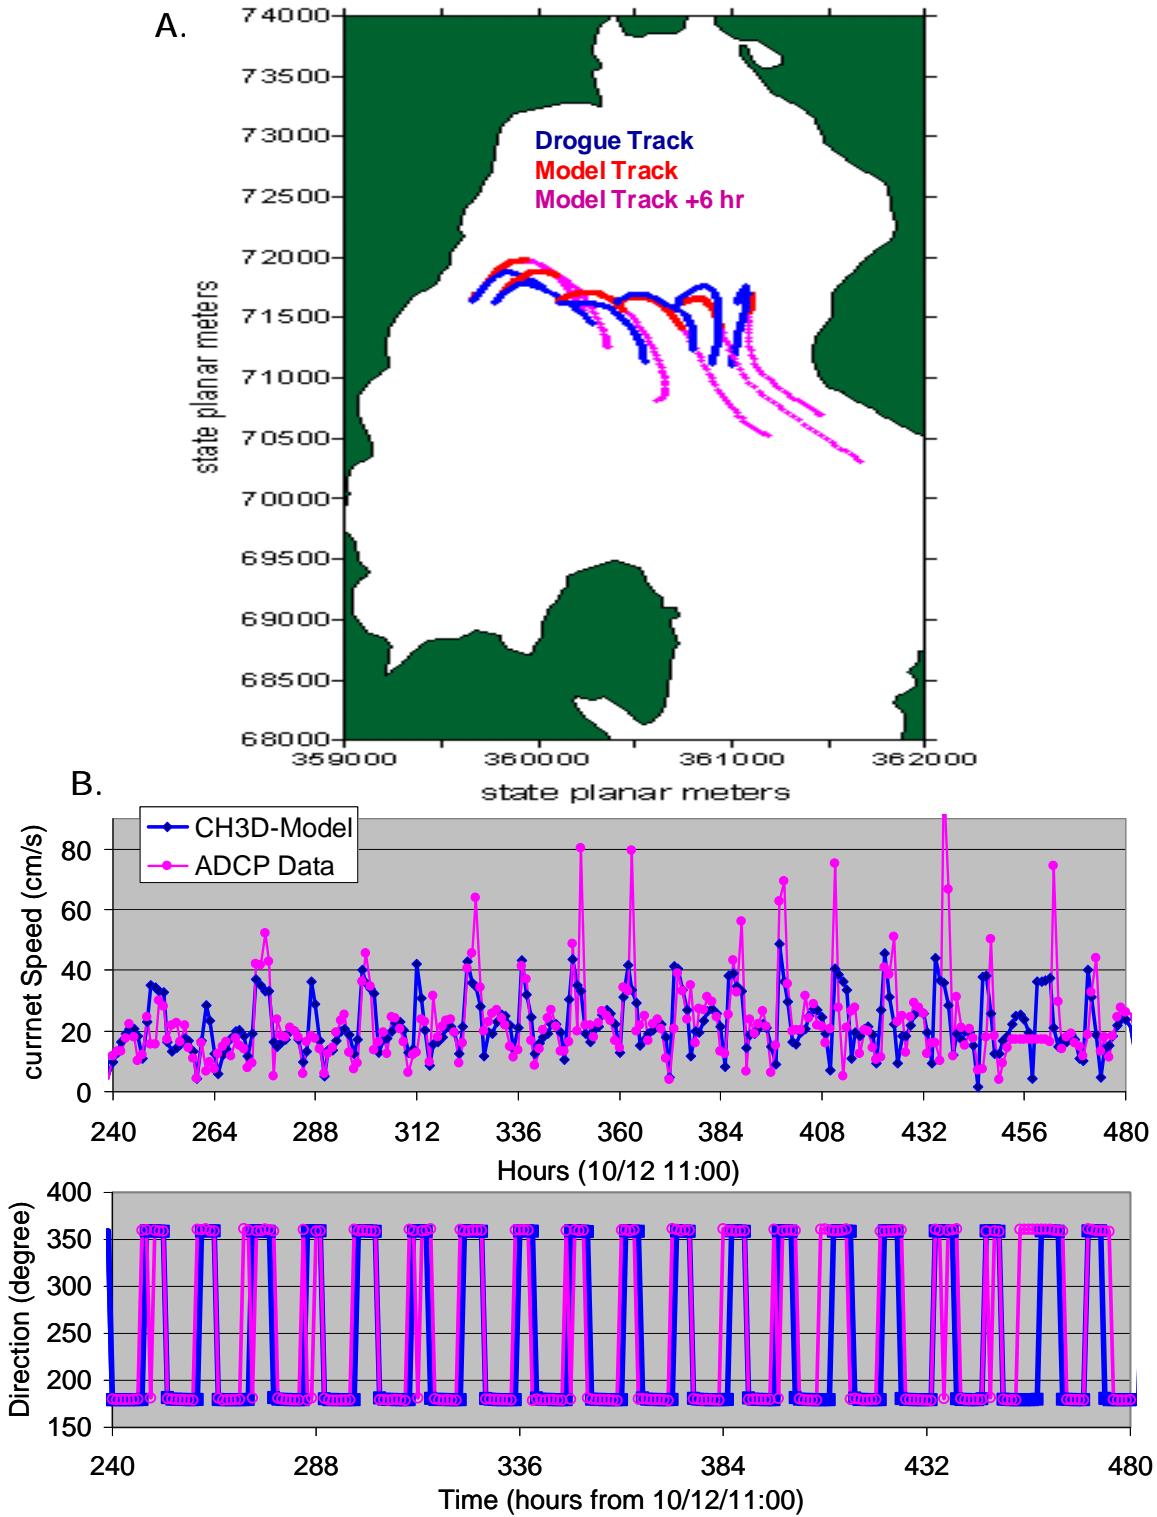 A.
74000
73500
73000
72500
72000
71500
71000
70500
70000
69500
69000
68500
68000
state planar meters
Drogue Track
Model Track
Model Track +6 hr
359000 360000 361000 362000
state planar meters
B.
CH3D-Model
ADCP Data
currnet Speed (cm/s)
80
60
40
20
0
240 264 288 312 336 360 384 408 432 456 480
Hours (10/12 11:00)
Direction (degree)
400
350
300
250
200
150
240 288 336 384 432 480
Time (hours from 10/12/11:00)